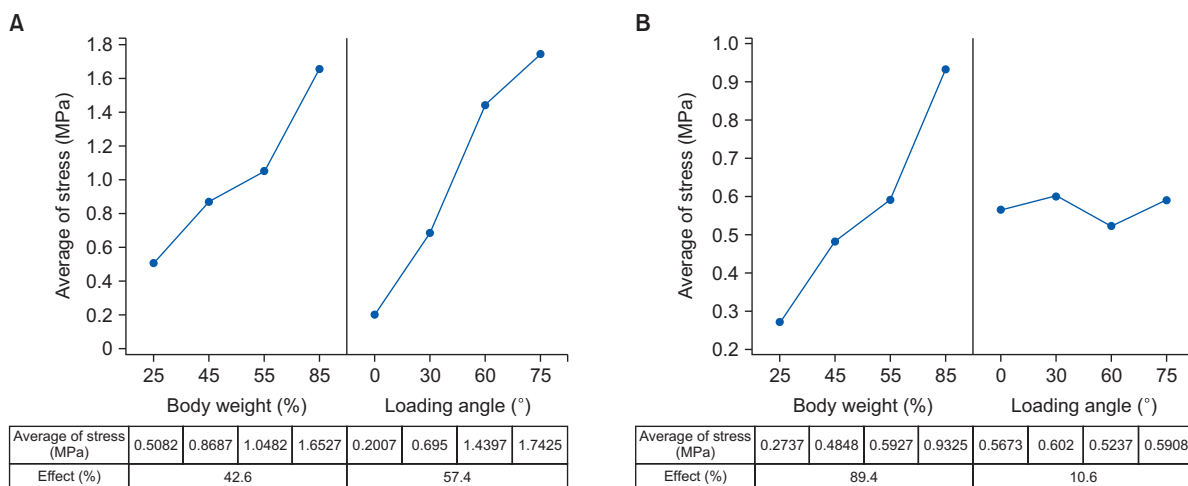 A
Average of stress (MPa)
1.8
1.6
1.4
1.2
1.0
0.8
0.6
0.4
0.2
0
25 45 55 85 0 30 60 75
Body weight (%) Loading angle (°)
Average of stress (MPa) 0.5082 0.8687 1.0482 1.6527 0.2007 0.695 1.4397 1.7425
Effect (%) 42.6 57.4
B
Average of stress (MPa)
1.0
0.9
0.8
0.7
0.6
0.5
0.4
0.3
0.2
25 45 55 85 0 30 60 75
Body weight (%) Loading angle (°)
Average of stress (MPa) 0.2737 0.4848 0.5927 0.9325 0.5673 0.602 0.5237 0.5908
Effect (%) 89.4 10.6